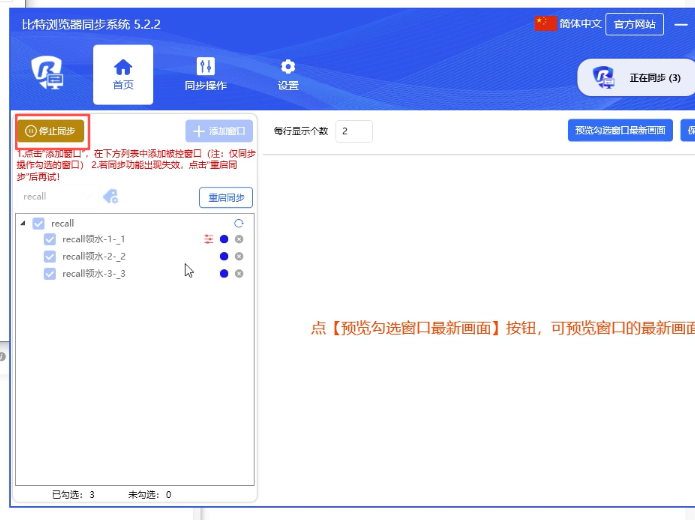 比特浏览器同步系统 5.2.2
简体中文
官方网站
首页
同步操作
设置
正在同步 (3)
停止同步
添加窗口
每行显示个数
2
预览勾选窗口最新画面
1.点击"添加窗口"，在下方列表中添加被控窗口（注：仅同步
操作勾选的窗口） 2.若同步功能出现失效，点击"重启同
步"后再试!
recall
重启同步
recall
recall领水-1-_1
recall领水-2-_2
recall领水-3-_3
点【预览勾选窗口最新画面】按钮，可预览窗口的最新画面
已勾选： 3
未勾选： 0